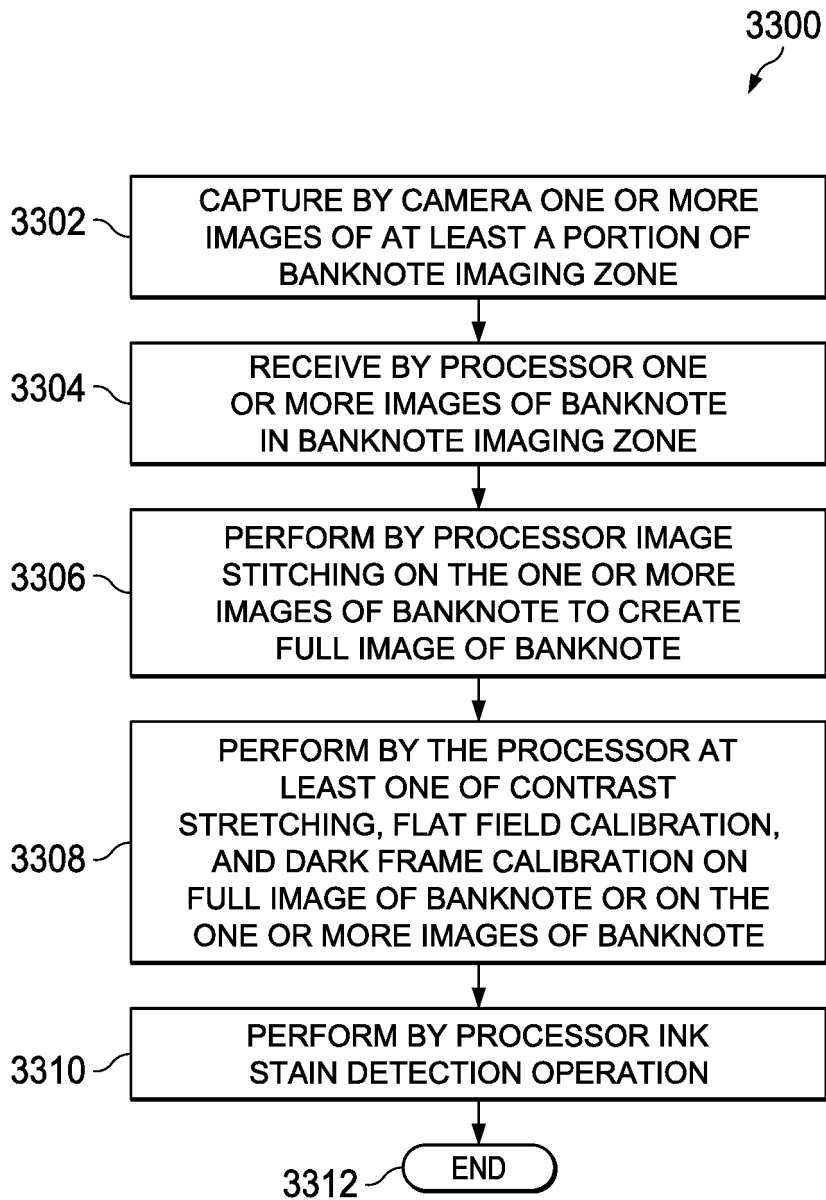 3300
3302
CAPTURE BY CAMERA ONE OR MORE
IMAGES OF AT LEAST A PORTION OF
BANKNOTE IMAGING ZONE
3304
RECEIVE BY PROCESSOR ONE
OR MORE IMAGES OF BANKNOTE
IN BANKNOTE IMAGING ZONE
3306
PERFORM BY PROCESSOR IMAGE
STITCHING ON THE ONE OR MORE
IMAGES OF BANKNOTE TO CREATE
FULL IMAGE OF BANKNOTE
3308
PERFORM BY THE PROCESSOR AT
LEAST ONE OF CONTRAST
STRETCHING, FLAT FIELD CALIBRATION,
AND DARK FRAME CALIBRATION ON
FULL IMAGE OF BANKNOTE OR ON THE
ONE OR MORE IMAGES OF BANKNOTE
3310
PERFORM BY PROCESSOR INK
STAIN DETECTION OPERATION
3312
END